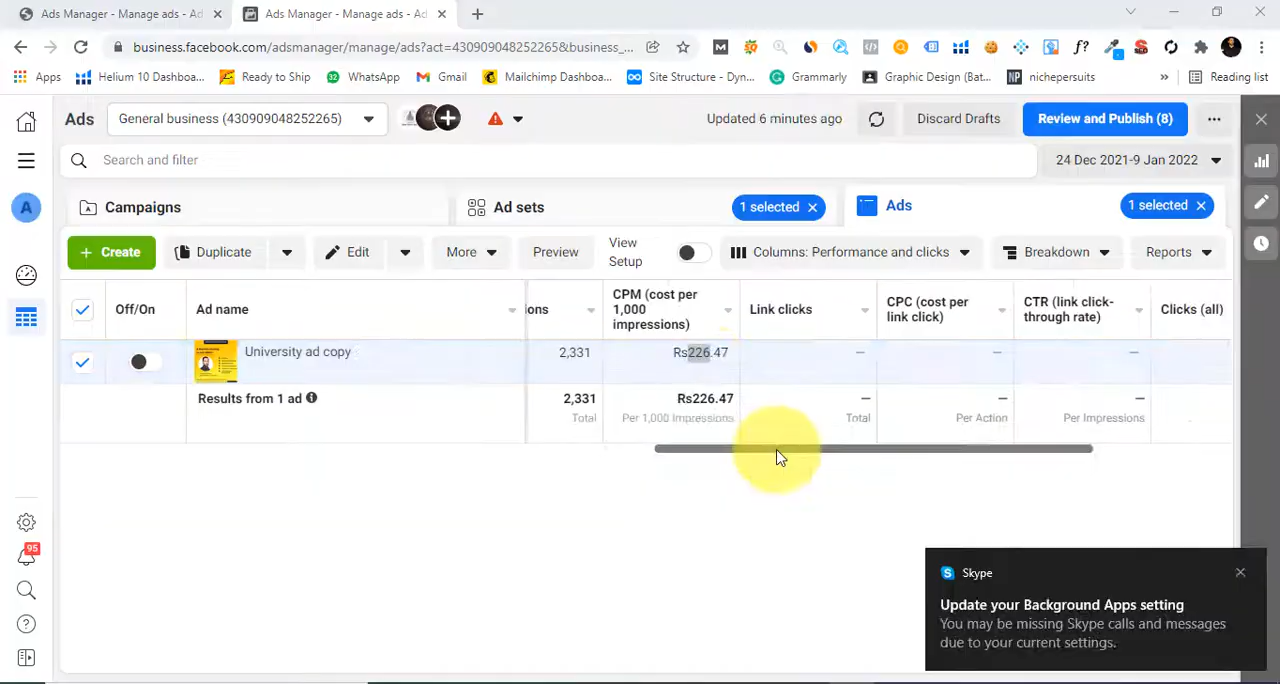 Ads Manager - Manage ads - Ad
Ads Manager - Manage ads - Ad
business.facebook.com/adsmanager/manage/ads?act=430909048252265&business_...
Apps
Helium 10 Dashboa...
Ready to Ship
WhatsApp
Gmail
Mailchimp Dashboa...
Site Structure - Dyn...
Grammarly
Graphic Design (Bat...
NP nichepersuits
Reading list
Ads
General business (430909048252265)
Updated 6 minutes ago
Discard Drafts
Review and Publish (8)
Search and filter
24 Dec 2021-9 Jan 2022
A
Campaigns
Ad sets
1 selected
Ads
1 selected
+ Create
Duplicate
Edit
More
Preview
View
Setup
Columns: Performance and clicks
Breakdown
Reports
Off/On
Ad name
ions
CPM (cost per
1,000
impressions)
Link clicks
CPC (cost per
link click)
CTR (link click-
through rate)
Clicks (all)
University ad copy
2,331
Rs226.47
—
—
—
Results from 1 ad
2,331
Total
Rs226.47
Per 1,000 Impressions
—
Total
—
Per Action
—
Per Impressions
95
Skype
Update your Background Apps setting
You may be missing Skype calls and messages
due to your current settings.